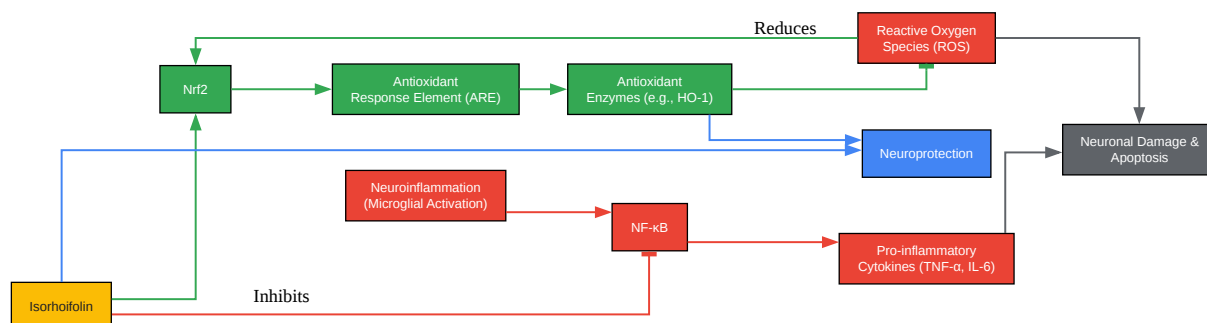 Reduces
Reactive Oxygen
Species (ROS)
Nrf2
Antioxidant
Response Element (ARE)
Antioxidant
Enzymes (e.g., HO-1)
Neuroprotection
Neuronal Damage &
Apoptosis
Neuroinflammation
(Microglial Activation)
NF-κB
Pro-inflammatory
Cytokines (TNF-α, IL-6)
Isorhoifolin
Inhibits